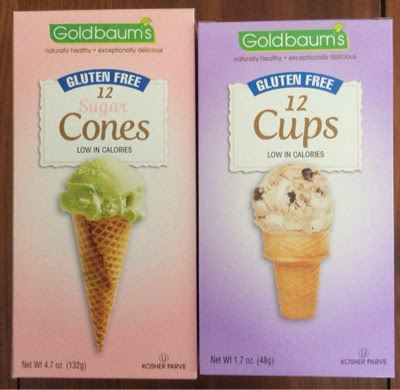 Goldbaum's
naturally healthy • exceptionally delicious
GLUTEN FREE
12
Sugar
Cones
LOW IN CALORIES
Net Wt 4.7 oz. (132g)
U
KOSHER PARVE
Goldbaum's
naturally healthy • exceptionally delicious
GLUTEN FREE
12
Cups
LOW IN CALORIES
Net Wt 1.7 oz. (48g)
U
KOSHER PARVE